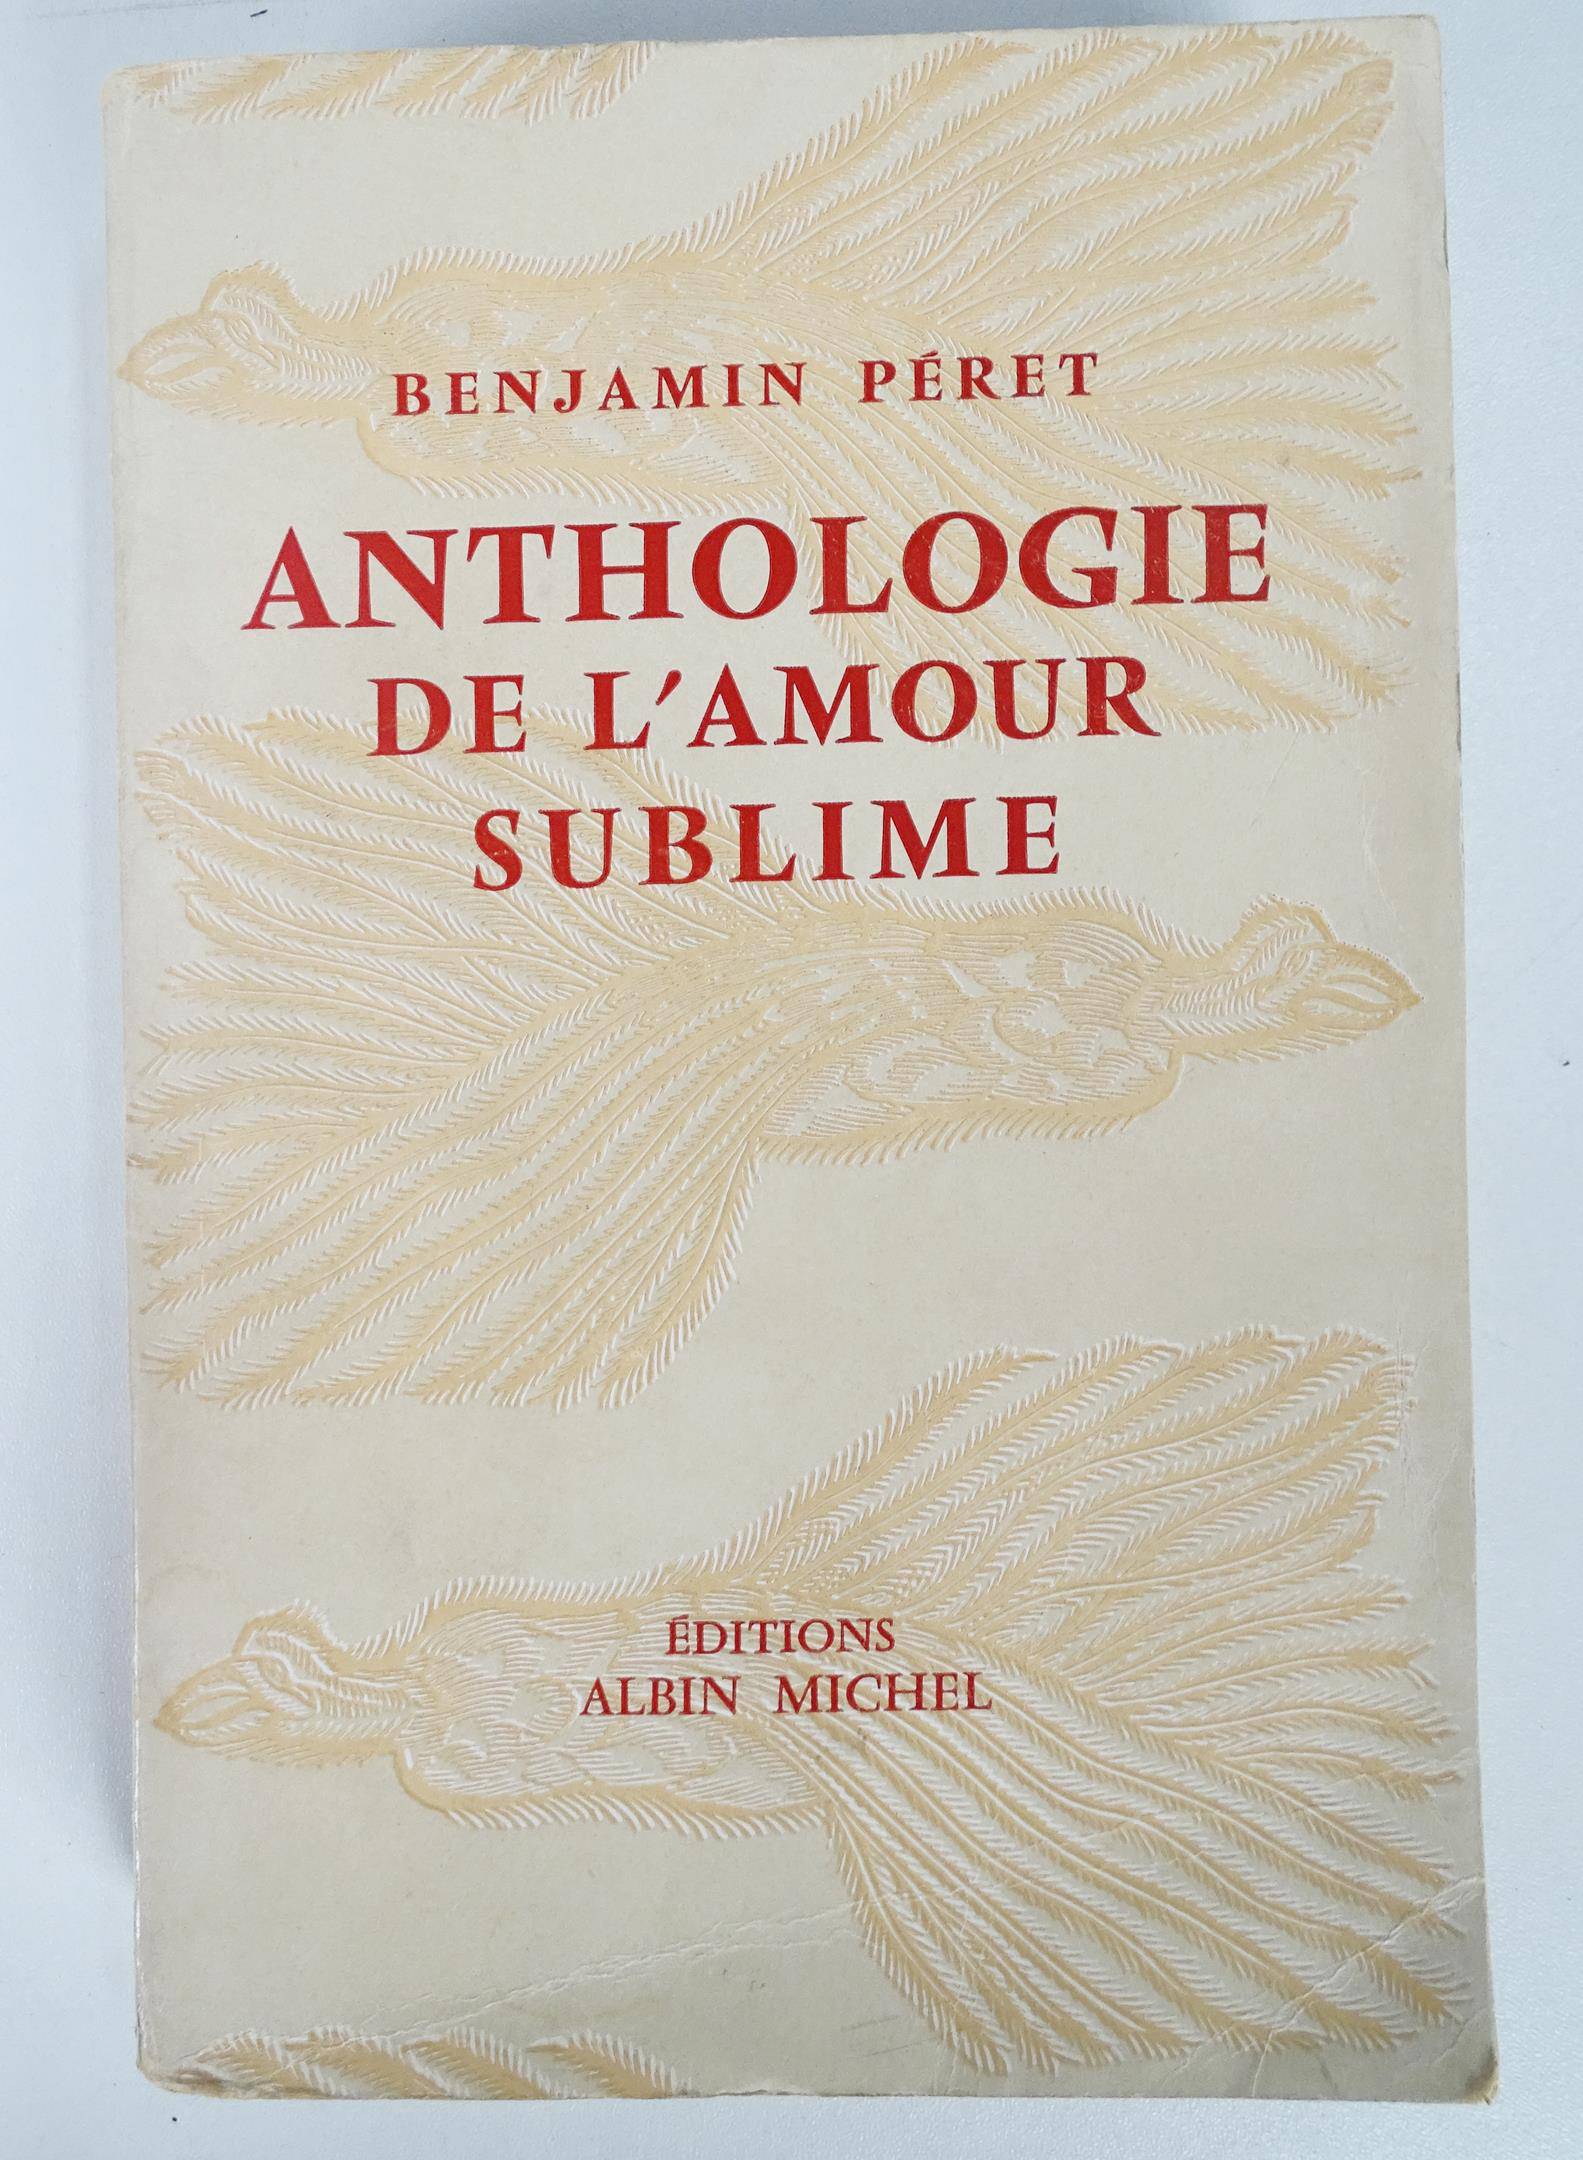 BENJAMIN PÉRET
ANTHOLOGIE
DE L'AMOUR
SUBLIME
ÉDITIONS
ALBIN MICHEL